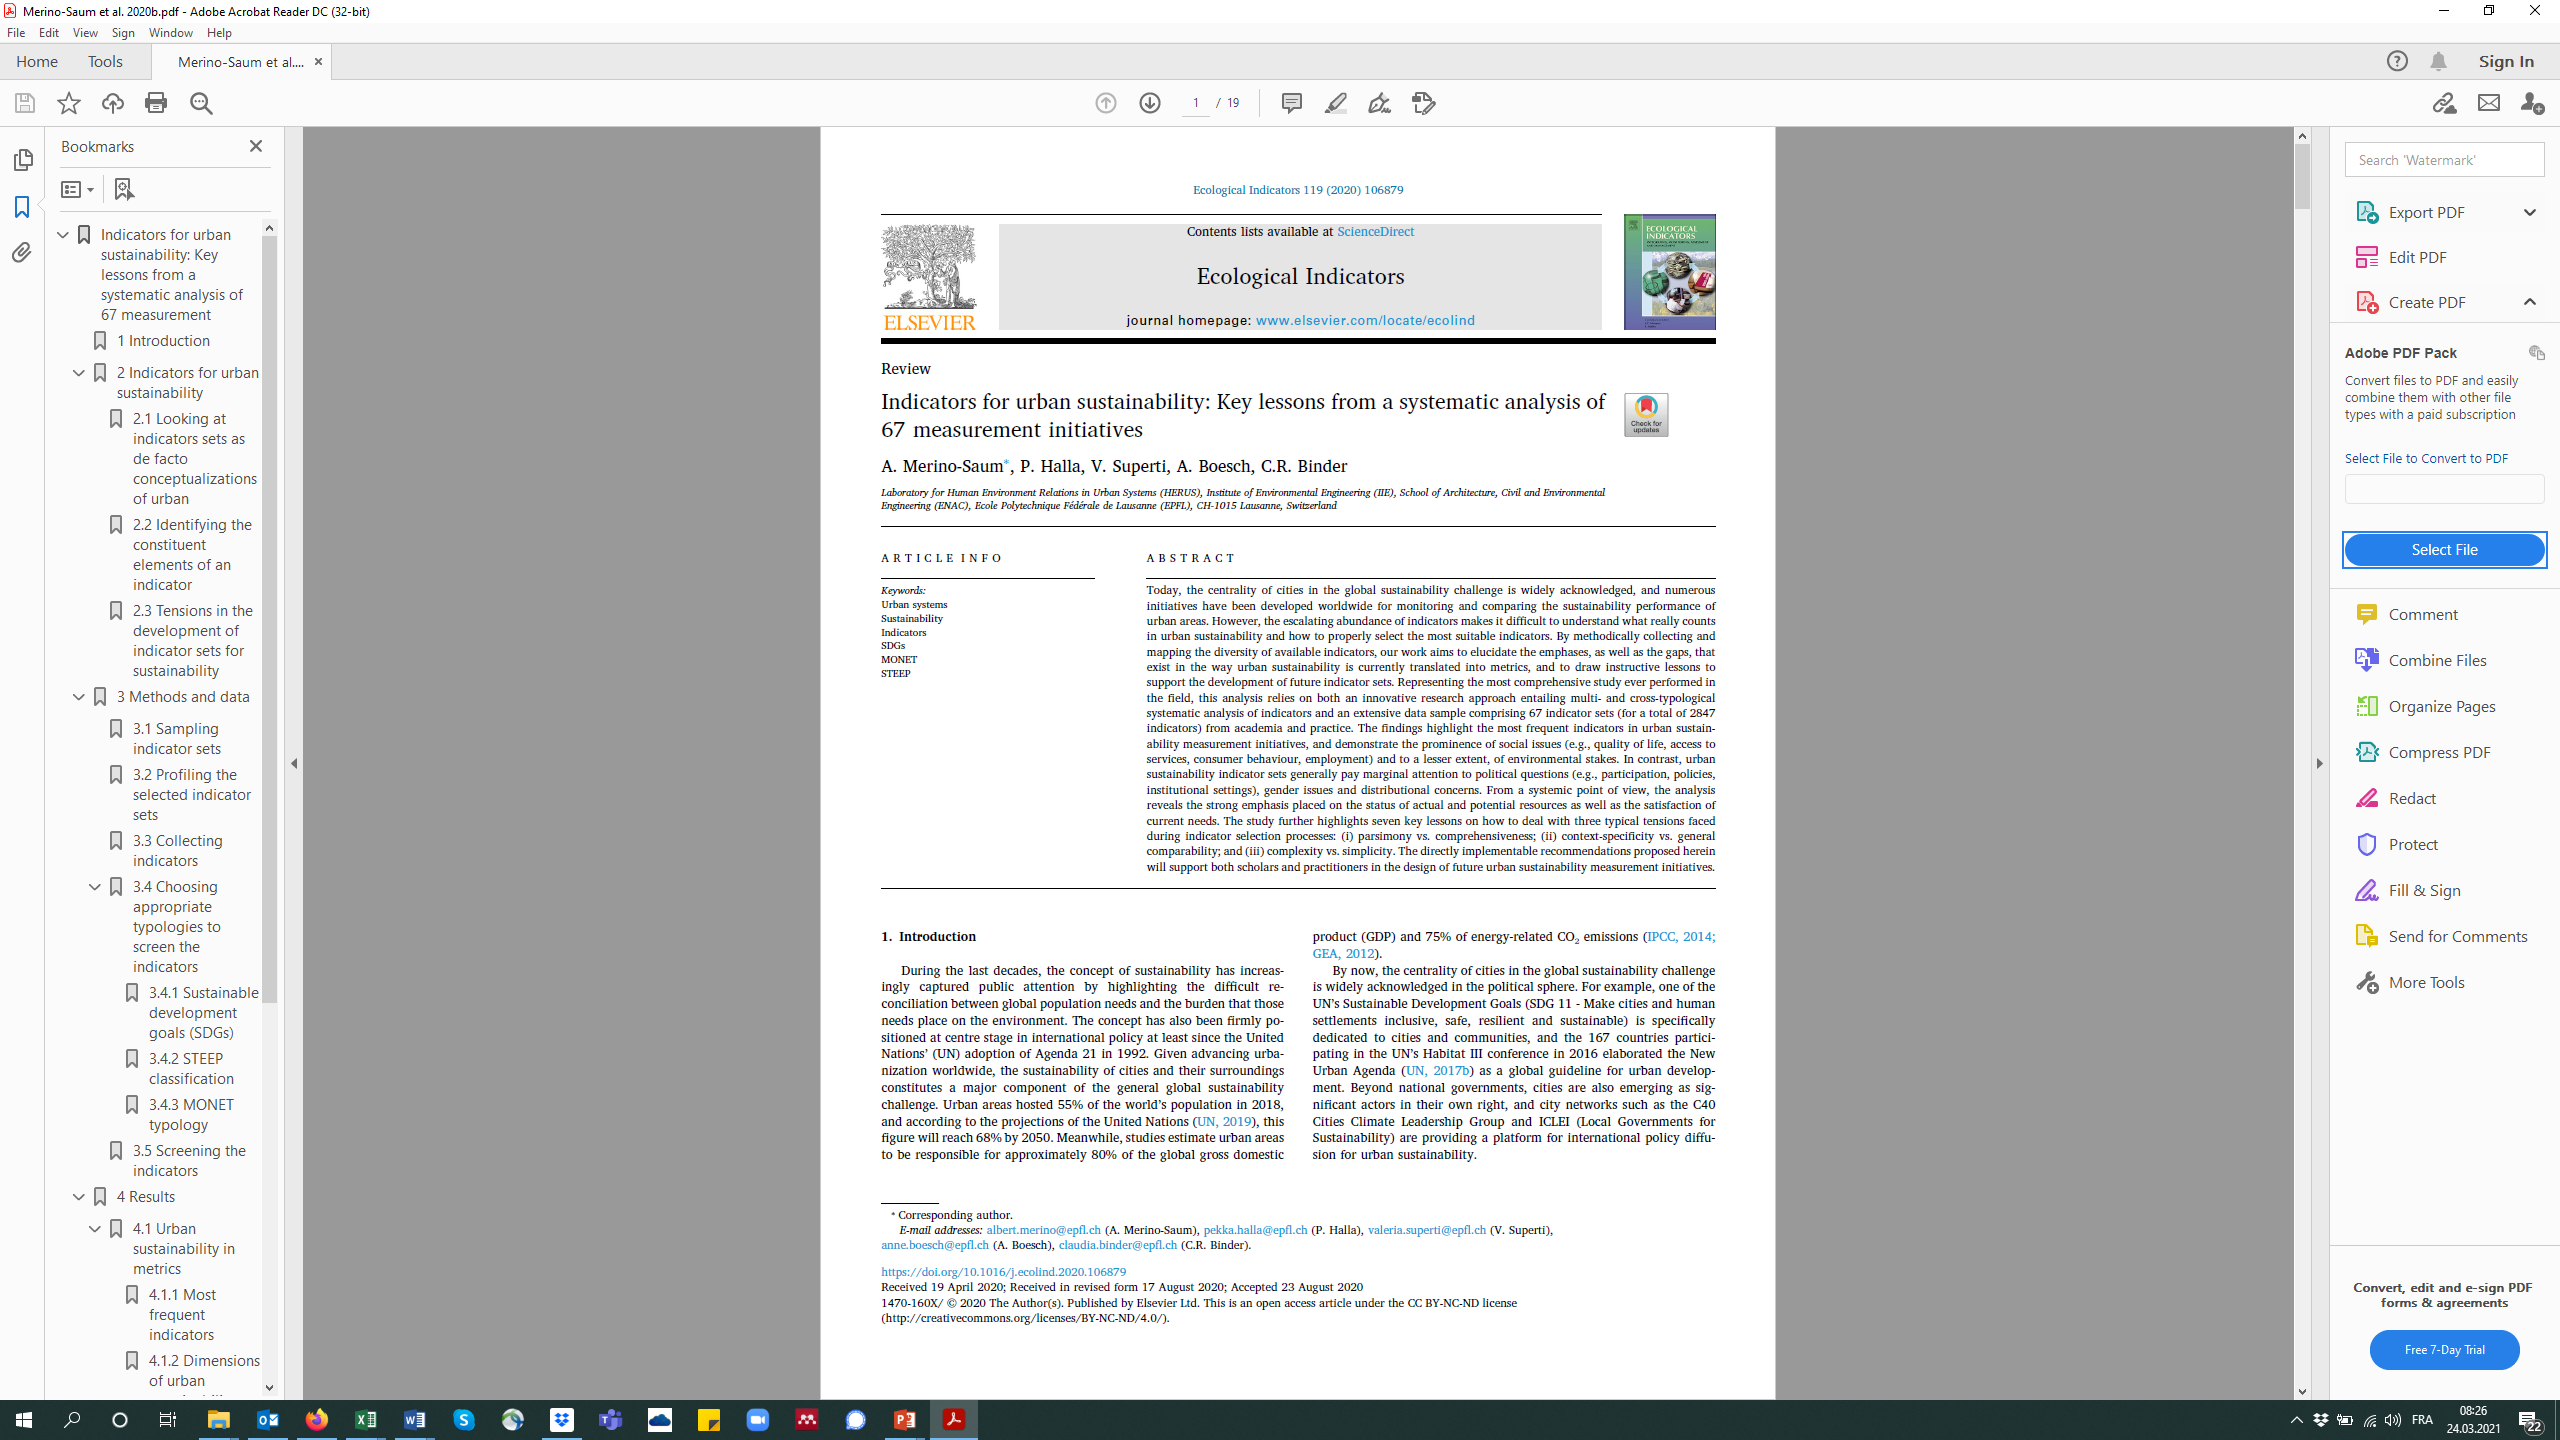 Merino-Saum et al. 2020b.pdf - Adobe Acrobat Reader DC (32-bit)
File Edit View Sign Window Help
Home Tools Merino-Saum et al.... ×
Sign In
1 / 19
Bookmarks
Indicators for urban
sustainability: Key
lessons from a
systematic analysis of
67 measurement
1 Introduction
2 Indicators for urban
sustainability
2.1 Looking at
indicators sets as
de facto
conceptualizations
of urban
2.2 Identifying the
constituent
elements of an
indicator
2.3 Tensions in the
development of
indicator sets for
sustainability
3 Methods and data
3.1 Sampling
indicator sets
3.2 Profiling the
selected indicator
sets
3.3 Collecting
indicators
3.4 Choosing
appropriate
typologies to
screen the
indicators
3.4.1 Sustainable
development
goals (SDGs)
3.4.2 STEEP
classification
3.4.3 MONET
typology
3.5 Screening the
indicators
4 Results
4.1 Urban
sustainability in
metrics
4.1.1 Most
frequent
indicators
4.1.2 Dimensions
of urban
Ecological Indicators 119 (2020) 106879
ELSEVIER
Contents lists available at ScienceDirect
Ecological Indicators
journal homepage: www.elsevier.com/locate/ecolind
ECOLOGICAL
INDICATORS
Review
Indicators for urban sustainability: Key lessons from a systematic analysis of
67 measurement initiatives
Check for
updates
A. Merino-Saum*, P. Halla, V. Superti, A. Boesch, C.R. Binder
Laboratory for Human Environment Relations in Urban Systems (HERUS), Institute of Environmental Engineering (IIE), School of Architecture, Civil and Environmental
Engineering (ENAC), Ecole Polytechnique Fédérale de Lausanne (EPFL), CH-1015 Lausanne, Switzerland
ARTICLE INFO
Keywords:
Urban systems
Sustainability
Indicators
SDGs
MONET
STEEP
ABSTRACT
Today, the centrality of cities in the global sustainability challenge is widely acknowledged, and numerous
initiatives have been developed worldwide for monitoring and comparing the sustainability performance of
urban areas. However, the escalating abundance of indicators makes it difficult to understand what really counts
in urban sustainability and how to properly select the most suitable indicators. By methodically collecting and
mapping the diversity of available indicators, our work aims to elucidate the emphases, as well as the gaps, that
exist in the way urban sustainability is currently translated into metrics, and to draw instructive lessons to
support the development of future indicator sets. Representing the most comprehensive study ever performed in
the field, this analysis relies on both an innovative research approach entailing multi- and cross-typological
systematic analysis of indicators and an extensive data sample comprising 67 indicator sets (for a total of 2847
indicators) from academia and practice. The findings highlight the most frequent indicators in urban sustain-
ability measurement initiatives, and demonstrate the prominence of social issues (e.g., quality of life, access to
services, consumer behaviour, employment) and to a lesser extent, of environmental stakes. In contrast, urban
sustainability indicator sets generally pay marginal attention to political questions (e.g., participation, policies,
institutional settings), gender issues and distributional concerns. From a systemic point of view, the analysis
reveals the strong emphasis placed on the status of actual and potential resources as well as the satisfaction of
current needs. The study further highlights seven key lessons on how to deal with three typical tensions faced
during indicator selection processes: (i) parsimony vs. comprehensiveness; (ii) context-specificity vs. general
comparability; and (iii) complexity vs. simplicity. The directly implementable recommendations proposed herein
will support both scholars and practitioners in the design of future urban sustainability measurement initiatives.
1. Introduction
During the last decades, the concept of sustainability has increas-
ingly captured public attention by highlighting the difficult re-
conciliation between global population needs and the burden that those
needs place on the environment. The concept has also been firmly po-
sitioned at centre stage in international policy at least since the United
Nations' (UN) adoption of Agenda 21 in 1992. Given advancing urba-
nization worldwide, the sustainability of cities and their surroundings
constitutes a major component of the general global sustainability
challenge. Urban areas hosted 55% of the world's population in 2018,
and according to the projections of the United Nations (UN, 2019), this
figure will reach 68% by 2050. Meanwhile, studies estimate urban areas
to be responsible for approximately 80% of the global gross domestic
product (GDP) and 75% of energy-related CO₂ emissions (IPCC, 2014;
GEA, 2012).
By now, the centrality of cities in the global sustainability challenge
is widely acknowledged in the political sphere. For example, one of the
UN's Sustainable Development Goals (SDG 11 - Make cities and human
settlements inclusive, safe, resilient and sustainable) is specifically
dedicated to cities and communities, and the 167 countries partici-
pating in the UN's Habitat III conference in 2016 elaborated the New
Urban Agenda (UN, 2017b) as a global guideline for urban develop-
ment. Beyond national governments, cities are also emerging as sig-
nificant actors in their own right, and city networks such as the C40
Cities Climate Leadership Group and ICLEI (Local Governments for
Sustainability) are providing a platform for international policy diffu-
sion for urban sustainability.
* Corresponding author.
E-mail addresses: albert.merino@epfl.ch (A. Merino-Saum), pekka.halla@epfl.ch (P. Halla), valeria.superti@epfl.ch (V. Superti),
anne.boesch@epfl.ch (A. Boesch), claudia.binder@epfl.ch (C.R. Binder).
https://doi.org/10.1016/j.ecolind.2020.106879
Received 19 April 2020; Received in revised form 17 August 2020; Accepted 23 August 2020
1470-160X/ © 2020 The Author(s). Published by Elsevier Ltd. This is an open access article under the CC BY-NC-ND license
(http://creativecommons.org/licenses/BY-NC-ND/4.0/).
Search 'Watermark'
Export PDF
Edit PDF
Create PDF
Adobe PDF Pack
Convert files to PDF and easily
combine them with other file
types with a paid subscription
Select File to Convert to PDF
Select File
Comment
Combine Files
Organize Pages
Compress PDF
Redact
Protect
Fill & Sign
Send for Comments
More Tools
Convert, edit and e-sign PDF
forms & agreements
Free 7-Day Trial
FRA
08:26
24.03.2021
22